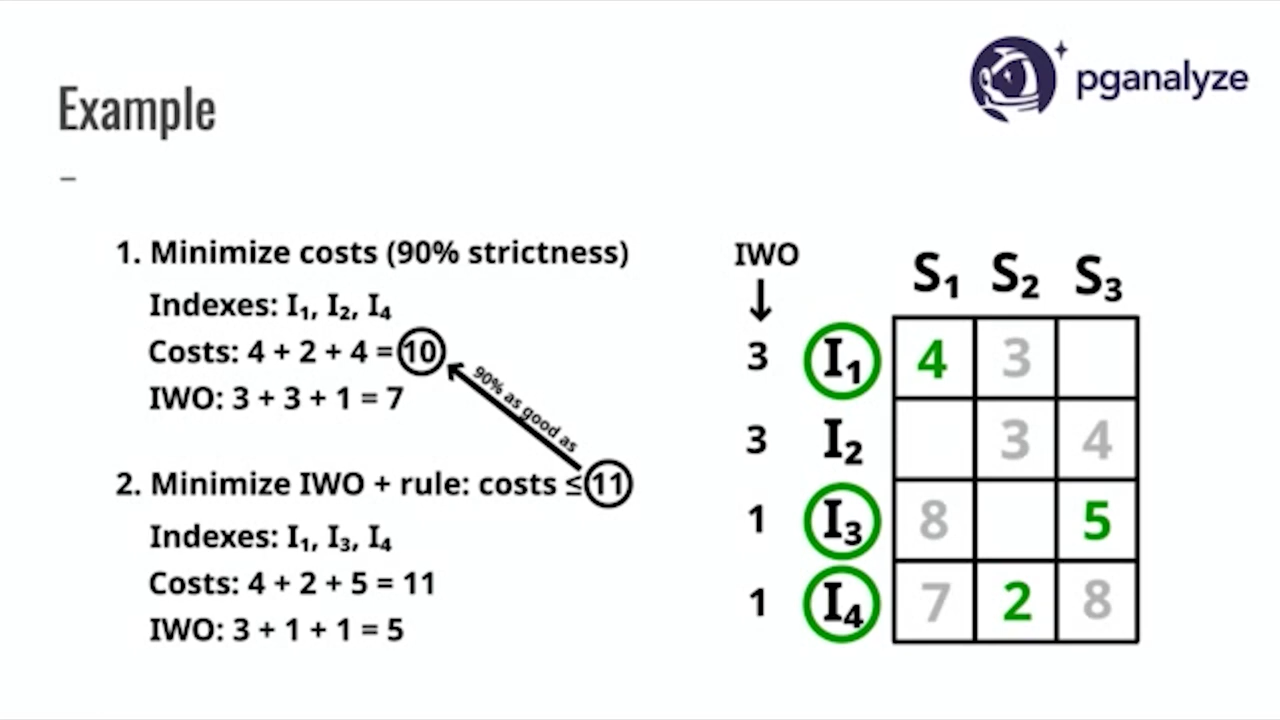 pganalyze
Example
–
1. Minimize costs (90% strictness)
Indexes: I₁, I₂, I₄
Costs: 4 + 2 + 4 = 10
IWO: 3 + 3 + 1 = 7
90% as good as
2. Minimize IWO + rule: costs ≤ 11
Indexes: I₁, I₃, I₄
Costs: 4 + 2 + 5 = 11
IWO: 3 + 1 + 1 = 5
IWO
↓
S₁ S₂ S₃
3 I₁ 4 3
3 I₂ 3 4
1 I₃ 8 5
1 I₄ 7 2 8